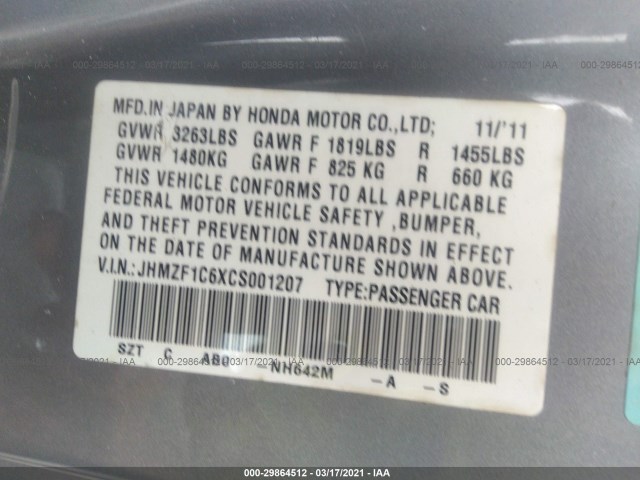 MFD.IN JAPAN BY HONDA MOTOR CO.,LTD; 11/'11
GVWR 3263LBS GAWR F 1819LBS R 1455LBS
GVWR 1480KG GAWR F 825 KG R 660 KG
THIS VEHICLE CONFORMS TO ALL APPLICABLE
FEDERAL MOTOR VEHICLE SAFETY ,BUMPER,
AND THEFT PREVENTION STANDARDS IN EFFECT
ON THE DATE OF MANUFACTURE SHOWN ABOVE.
V.I.N.:JHMZF1C6XCS001207 TYPE:PASSENGER CAR
SZT C -NH642M -A -S
000-29864512 - 03/17/2021 - IAA